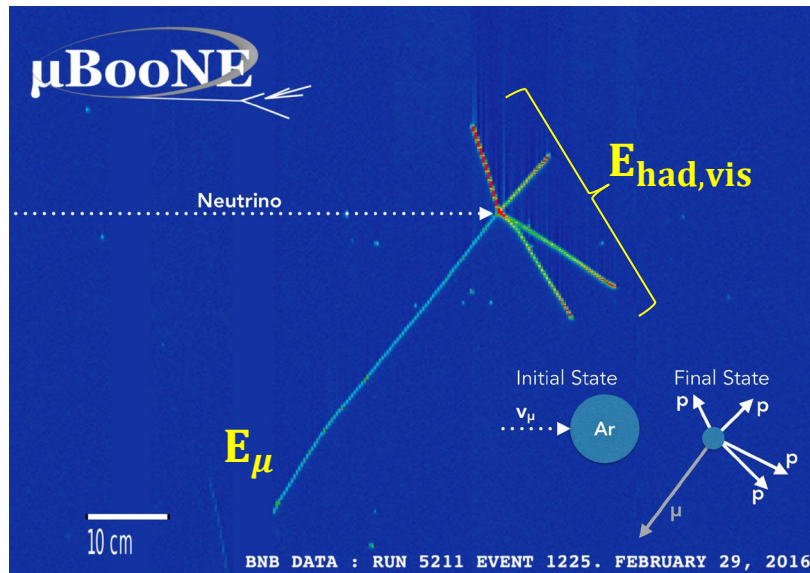 µBooNE
E_had,vis
Neutrino
Initial State
Final State
ν_μ
Ar
p
p
p
p
μ
E_μ
10 cm
BNB DATA : RUN 5211 EVENT 1225. FEBRUARY 29, 2016